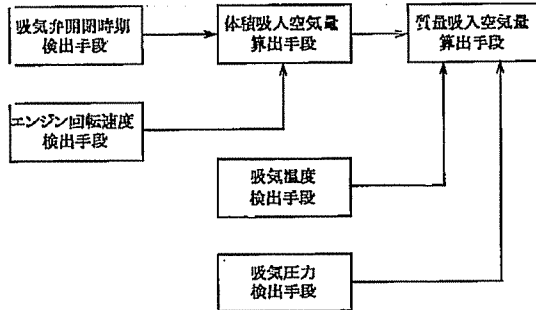 吸気弁開閉時期
検出手段
体積吸入空気量
算出手段
質量吸入空気量
算出手段
エンジン回転速度
検出手段
吸気温度
検出手段
吸気圧力
検出手段